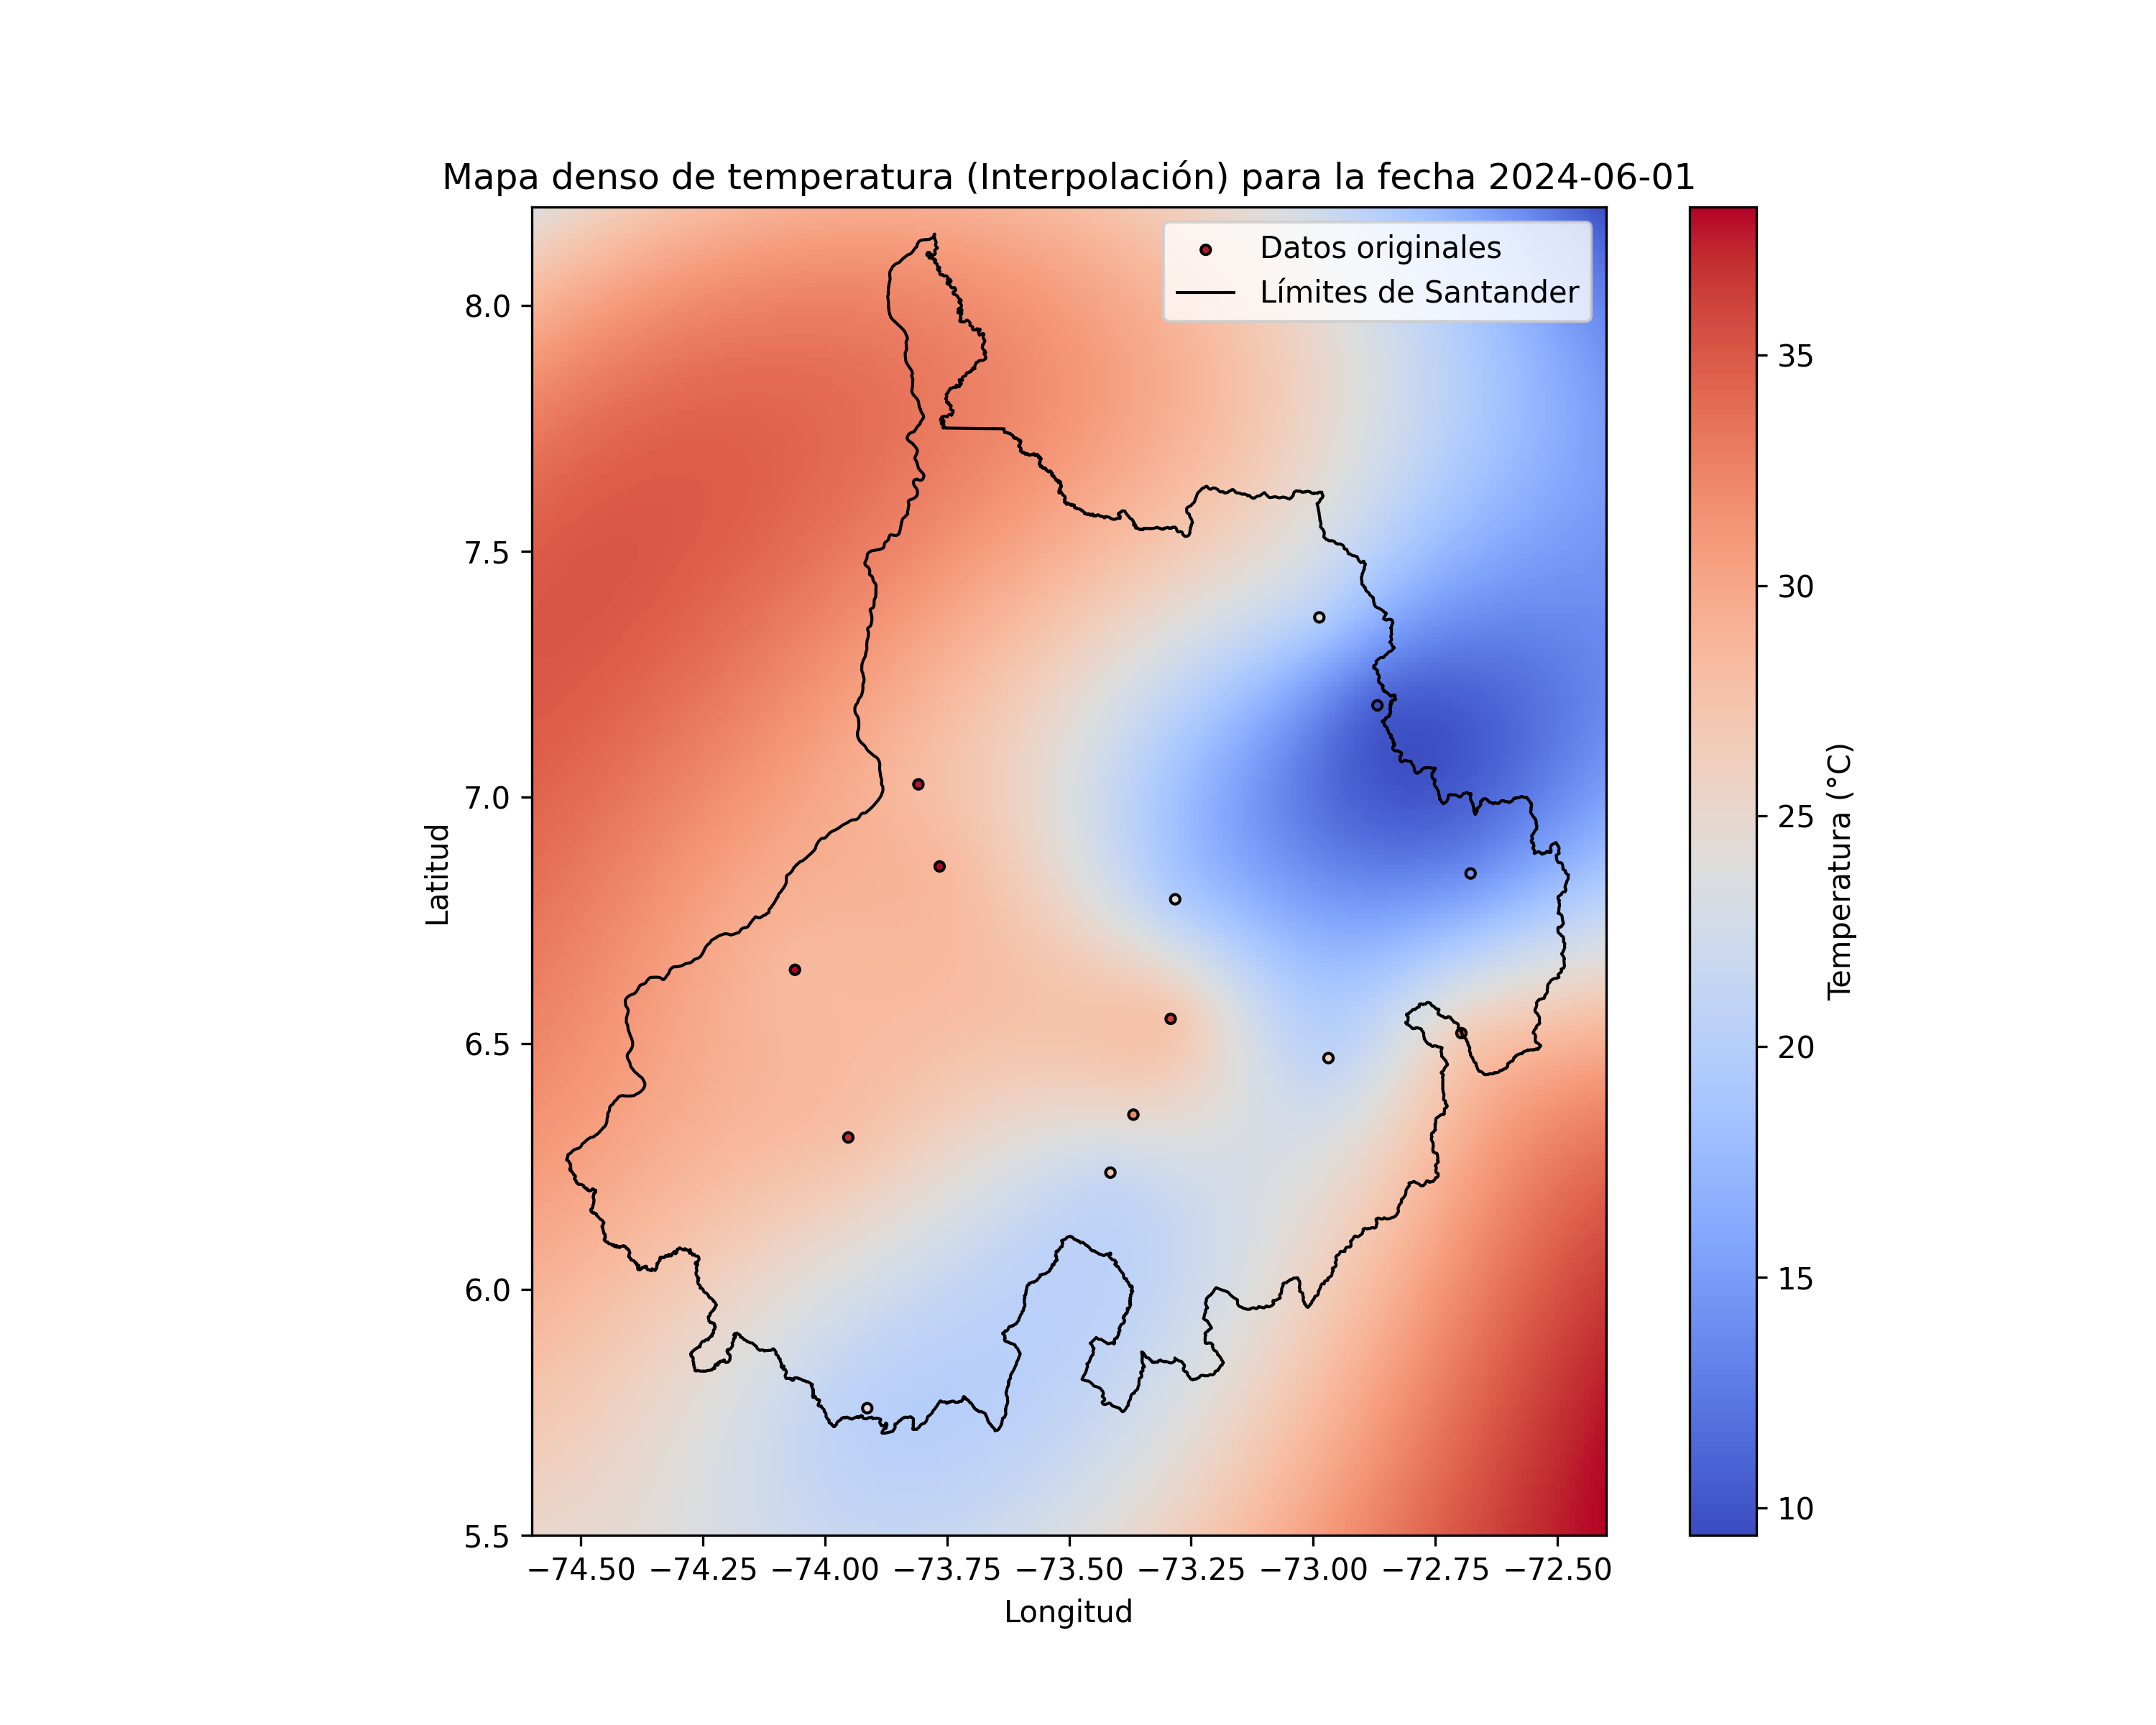 Mapa denso de temperatura (Interpolación) para la fecha 2024-06-01
Datos originales
Límites de Santander
8.0
7.5
7.0
6.5
6.0
5.5
Latitud
−74.50 −74.25 −74.00 −73.75 −73.50 −73.25 −73.00 −72.75 −72.50
Longitud
35
30
25
20
15
10
Temperatura (°C)